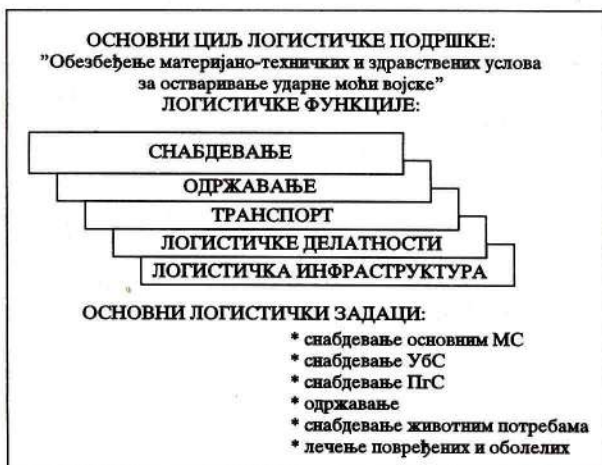 ОСНОВНИ ЦИЉ ЛОГИСТИЧКЕ ПОДРШКЕ:
"Обезбеђење материјано-техничких и здравствених услова
за остваривање ударне моћи војске"
ЛОГИСТИЧКЕ ФУНКЦИЈЕ:
СНАБДЕВАЊЕ
ОДРЖАВАЊЕ
ТРАНСПОРТ
ЛОГИСТИЧКЕ ДЕЛАТНОСТИ
ЛОГИСТИЧКА ИНФРАСТРУКТУРА
ОСНОВНИ ЛОГИСТИЧКИ ЗАДАЦИ:
* снабдевање основним МС
* снабдевање УбС
* снабдевање ПгС
* одржавање
* снабдевање животним потребама
* лечење повређених и оболелих